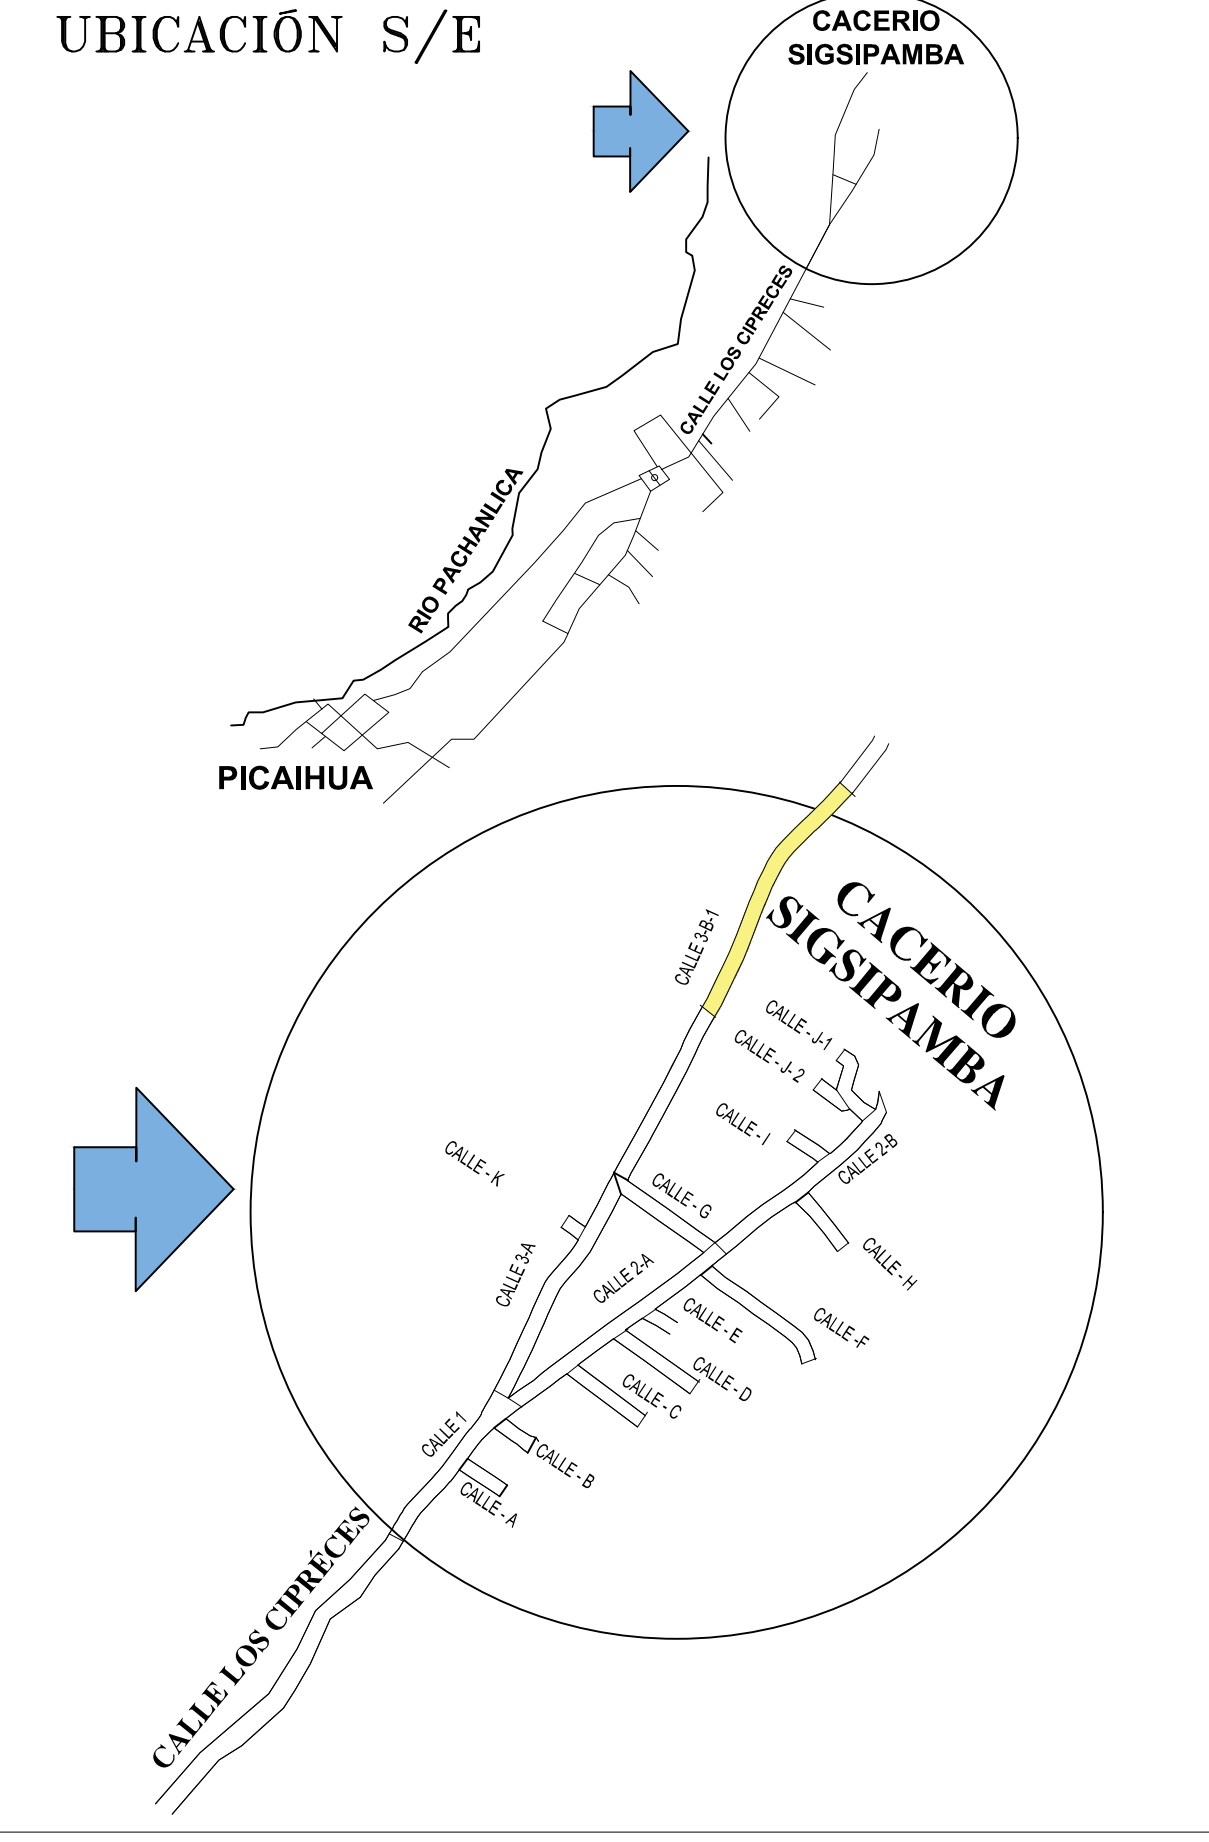 UBICACIÓN S/E
CACERIO
SIGSIPAMBA
CALLE LOS CIPRECES
RIO PACHANLICA
PICAIHUA
CACERIO
SIGSIPAMBA
CALLE 3-B-1
CALLE - J-1
CALLE - J- 2
CALLE - I
CALLE 2-B
CALLE - K
CALLE - G
CALLE 3-A
CALLE 2-A
CALLE - H
CALLE - E
CALLE -F
CALLE - D
CALLE - C
CALLE 1
CALLE - B
CALLE - A
CALLE LOS CIPRÉCES